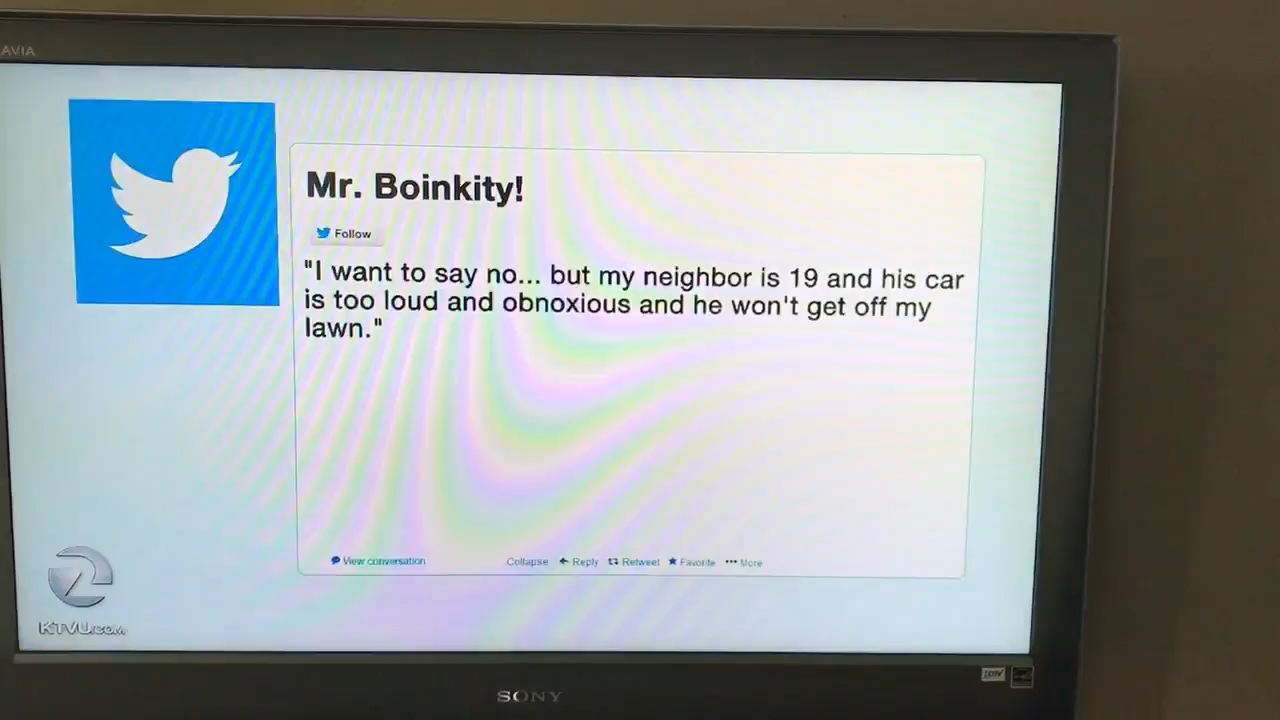 AVIA
Mr. Boinkity!
Follow
"I want to say no... but my neighbor is 19 and his car
is too loud and obnoxious and he won't get off my
lawn."
View conversation
Collapse Reply Retweet Favorite More
2
KTVU.com
SONY